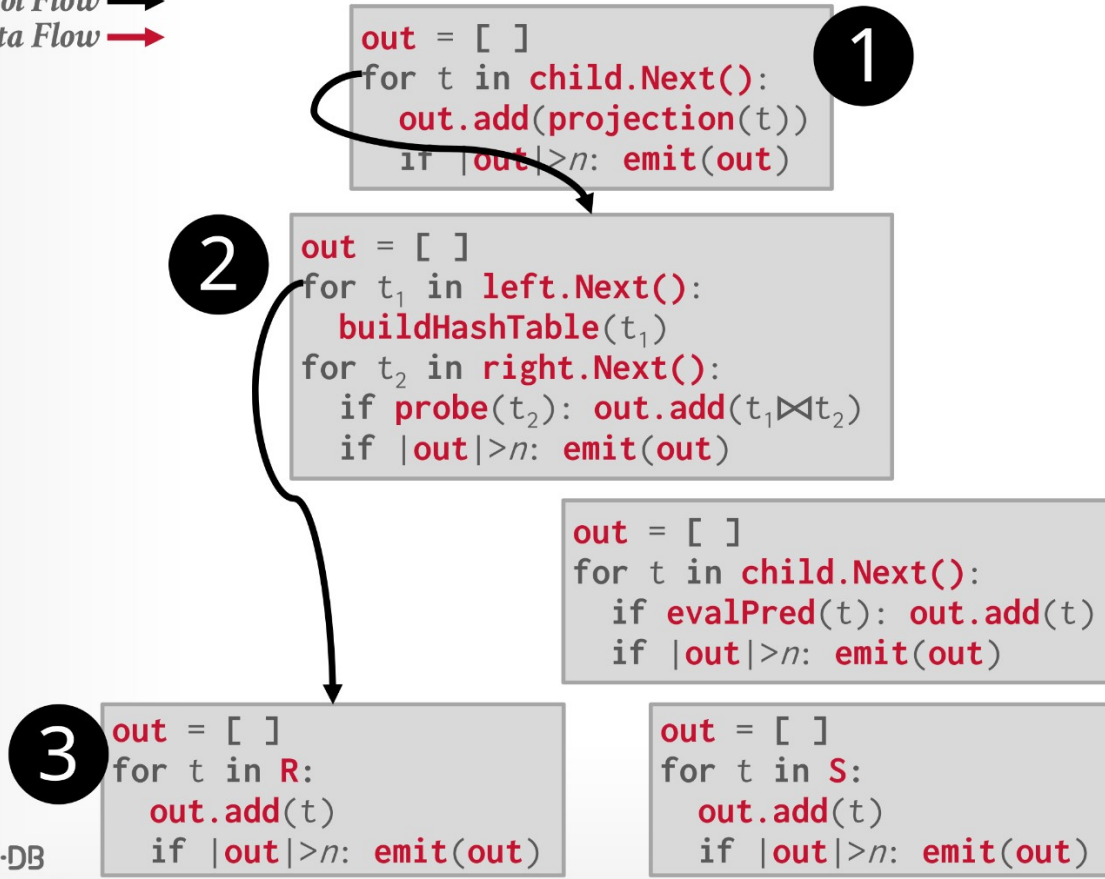 Flow
Flow
1
out = [ ]
for t in child.Next():
out.add(projection(t))
if |out|>n: emit(out)
2
out = [ ]
for t₁ in left.Next():
buildHashTable(t₁)
for t₂ in right.Next():
if probe(t₂): out.add(t₁⨝t₂)
if |out|>n: emit(out)
out = [ ]
for t in child.Next():
if evalPred(t): out.add(t)
if |out|>n: emit(out)
3
out = [ ]
for t in R:
out.add(t)
if |out|>n: emit(out)
out = [ ]
for t in S:
out.add(t)
if |out|>n: emit(out)
·DB